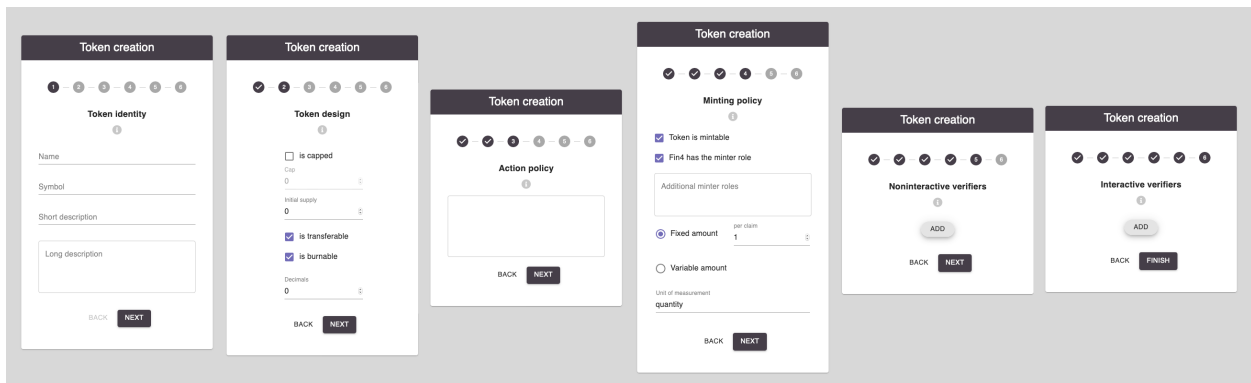 Token creation
1 2 3 4 5 6
Token identity
i
Name
Symbol
Short description
Long description
BACK NEXT
Token creation
2 3 4 5 6
Token design
i
is capped
Cap
0
Initial supply
0
is transferable
is burnable
Decimals
0
BACK NEXT
Token creation
3 4 5 6
Action policy
i
BACK NEXT
Token creation
4 5 6
Minting policy
i
Token is mintable
Fin4 has the minter role
Additional minter roles
per claim
Fixed amount 1
Variable amount
Unit of measurement
quantity
BACK NEXT
Token creation
5 6
Noninteractive verifiers
i
ADD
BACK NEXT
Token creation
6
Interactive verifiers
i
ADD
BACK FINISH